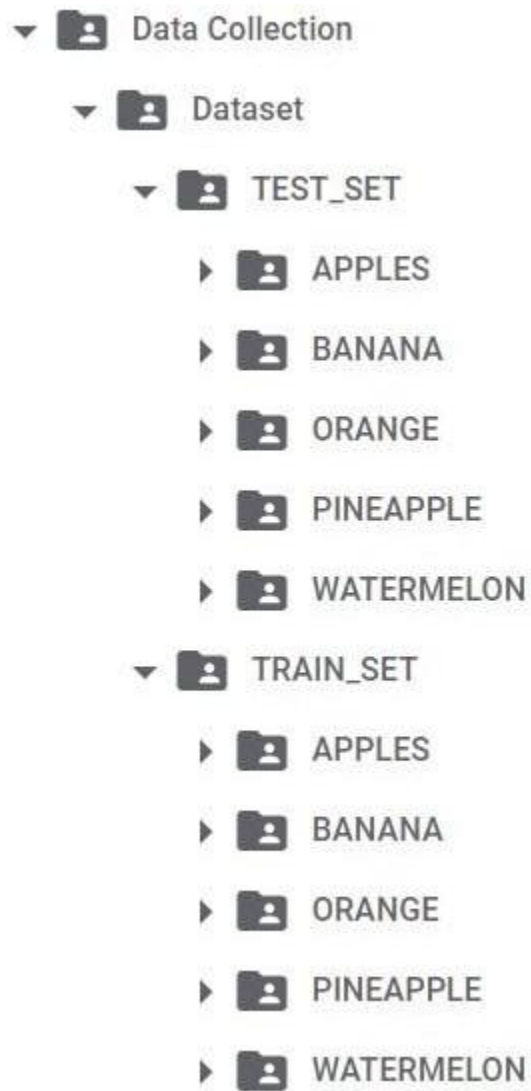 Data Collection
Dataset
TEST_SET
APPLES
BANANA
ORANGE
PINEAPPLE
WATERMELON
TRAIN_SET
APPLES
BANANA
ORANGE
PINEAPPLE
WATERMELON